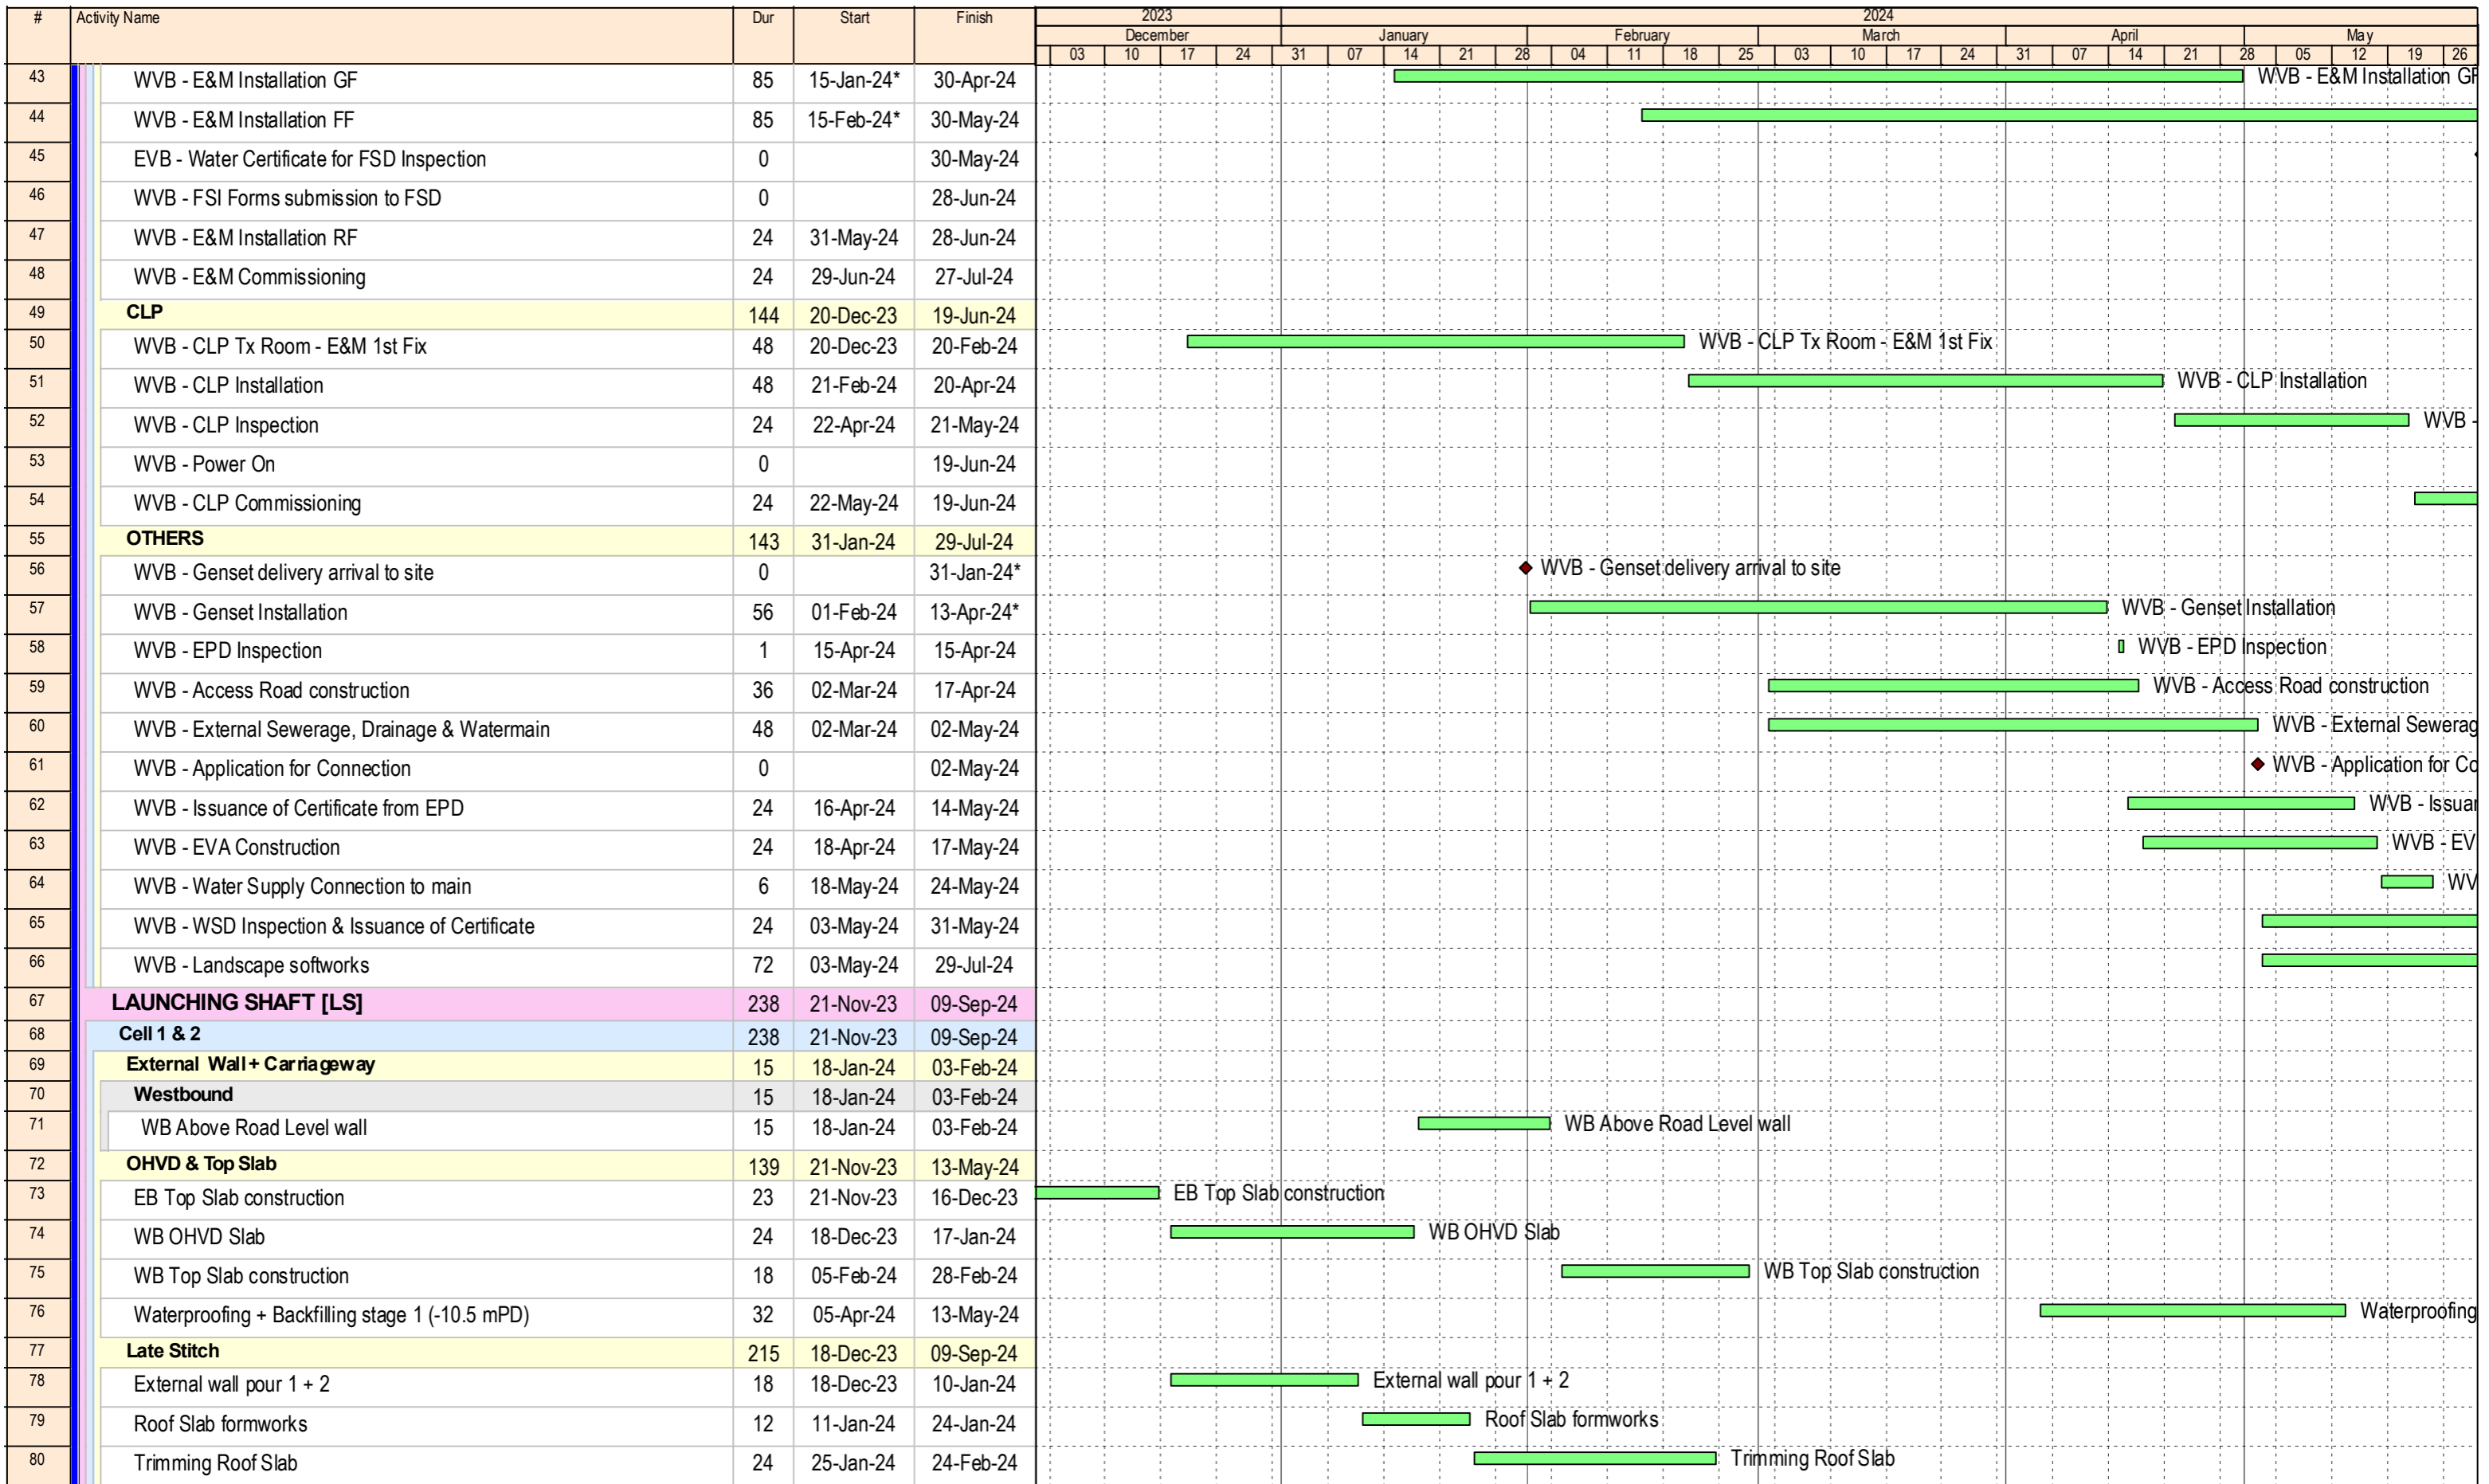 # Activity Name Dur Start Finish 2023 2024
December January February March April May
03 10 17 24 31 07 14 21 28 04 11 18 25 03 10 17 24 31 07 14 21 28 05 12 19 26
43 WVB - E&M Installation GF 85 15-Jan-24* 30-Apr-24 WVB - E&M Installation GF
44 WVB - E&M Installation FF 85 15-Feb-24* 30-May-24
45 EVB - Water Certificate for FSD Inspection 0 30-May-24
46 WVB - FSI Forms submission to FSD 0 28-Jun-24
47 WVB - E&M Installation RF 24 31-May-24 28-Jun-24
48 WVB - E&M Commissioning 24 29-Jun-24 27-Jul-24
49 CLP 144 20-Dec-23 19-Jun-24
50 WVB - CLP Tx Room - E&M 1st Fix 48 20-Dec-23 20-Feb-24 WVB - CLP Tx Room - E&M 1st Fix
51 WVB - CLP Installation 48 21-Feb-24 20-Apr-24 WVB - CLP Installation
52 WVB - CLP Inspection 24 22-Apr-24 21-May-24 WVB -
53 WVB - Power On 0 19-Jun-24
54 WVB - CLP Commissioning 24 22-May-24 19-Jun-24
55 OTHERS 143 31-Jan-24 29-Jul-24
56 WVB - Genset delivery arrival to site 0 31-Jan-24* WVB - Genset delivery arrival to site
57 WVB - Genset Installation 56 01-Feb-24 13-Apr-24* WVB - Genset Installation
58 WVB - EPD Inspection 1 15-Apr-24 15-Apr-24 WVB - EPD Inspection
59 WVB - Access Road construction 36 02-Mar-24 17-Apr-24 WVB - Access Road construction
60 WVB - External Sewerage, Drainage & Watermain 48 02-Mar-24 02-May-24 WVB - External Sewerag
61 WVB - Application for Connection 0 02-May-24 WVB - Application for Co
62 WVB - Issuance of Certificate from EPD 24 16-Apr-24 14-May-24 WVB - Issuan
63 WVB - EVA Construction 24 18-Apr-24 17-May-24 WVB - EV
64 WVB - Water Supply Connection to main 6 18-May-24 24-May-24 WV
65 WVB - WSD Inspection & Issuance of Certificate 24 03-May-24 31-May-24
66 WVB - Landscape softworks 72 03-May-24 29-Jul-24
67 LAUNCHING SHAFT [LS] 238 21-Nov-23 09-Sep-24
68 Cell 1 & 2 238 21-Nov-23 09-Sep-24
69 External Wall + Carriageway 15 18-Jan-24 03-Feb-24
70 Westbound 15 18-Jan-24 03-Feb-24
71 WB Above Road Level wall 15 18-Jan-24 03-Feb-24 WB Above Road Level wall
72 OHVD & Top Slab 139 21-Nov-23 13-May-24
73 EB Top Slab construction 23 21-Nov-23 16-Dec-23 EB Top Slab construction
74 WB OHVD Slab 24 18-Dec-23 17-Jan-24 WB OHVD Slab
75 WB Top Slab construction 18 05-Feb-24 28-Feb-24 WB Top Slab construction
76 Waterproofing + Backfilling stage 1 (-10.5 mPD) 32 05-Apr-24 13-May-24 Waterproofing
77 Late Stitch 215 18-Dec-23 09-Sep-24
78 External wall pour 1 + 2 18 18-Dec-23 10-Jan-24 External wall pour 1 + 2
79 Roof Slab formworks 12 11-Jan-24 24-Jan-24 Roof Slab formworks
80 Trimming Roof Slab 24 25-Jan-24 24-Feb-24 Trimming Roof Slab